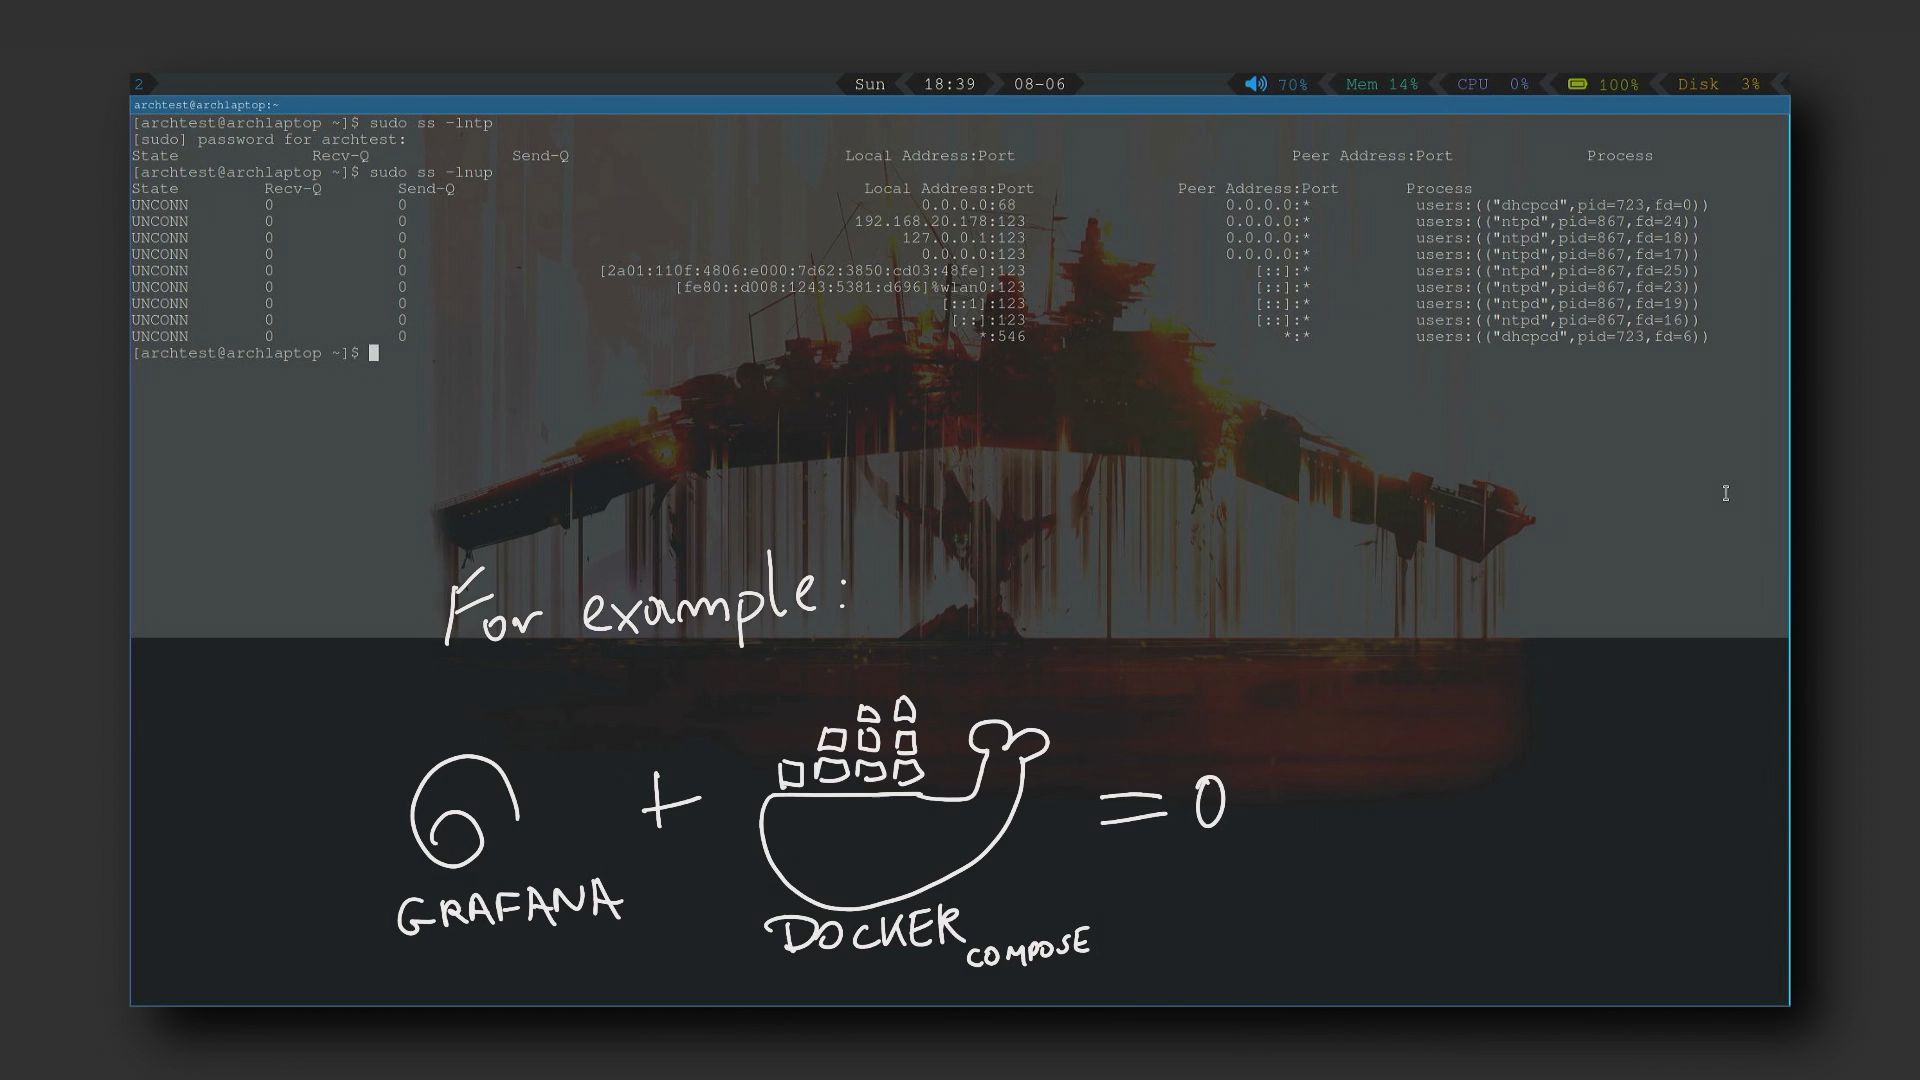 2 Sun 18:39 08-06 70% Mem 14% CPU 0% 100% Disk 3%
archtest@archlaptop:~
[archtest@archlaptop ~]$ sudo ss -lntp
[sudo] password for archtest:
State Recv-Q Send-Q Local Address:Port Peer Address:Port Process
[archtest@archlaptop ~]$ sudo ss -lnup
State Recv-Q Send-Q Local Address:Port Peer Address:Port Process
UNCONN 0 0 0.0.0.0:68 0.0.0.0:* users:(("dhcpcd",pid=723,fd=0))
UNCONN 0 0 192.168.20.178:123 0.0.0.0:* users:(("ntpd",pid=867,fd=24))
UNCONN 0 0 127.0.0.1:123 0.0.0.0:* users:(("ntpd",pid=867,fd=18))
UNCONN 0 0 0.0.0.0:123 0.0.0.0:* users:(("ntpd",pid=867,fd=17))
UNCONN 0 0 [2a01:110f:4806:e000:7d62:3850:cd03:48fe]:123 [::]:* users:(("ntpd",pid=867,fd=25))
UNCONN 0 0 [fe80::d008:1243:5381:d696]%wlan0:123 [::]:* users:(("ntpd",pid=867,fd=23))
UNCONN 0 0 [::1]:123 [::]:* users:(("ntpd",pid=867,fd=19))
UNCONN 0 0 [::]:123 [::]:* users:(("ntpd",pid=867,fd=16))
UNCONN 0 0 *:546 *:* users:(("dhcpcd",pid=723,fd=6))
[archtest@archlaptop ~]$
For example:
+ = 0
GRAFANA
DOCKER
COMPOSE